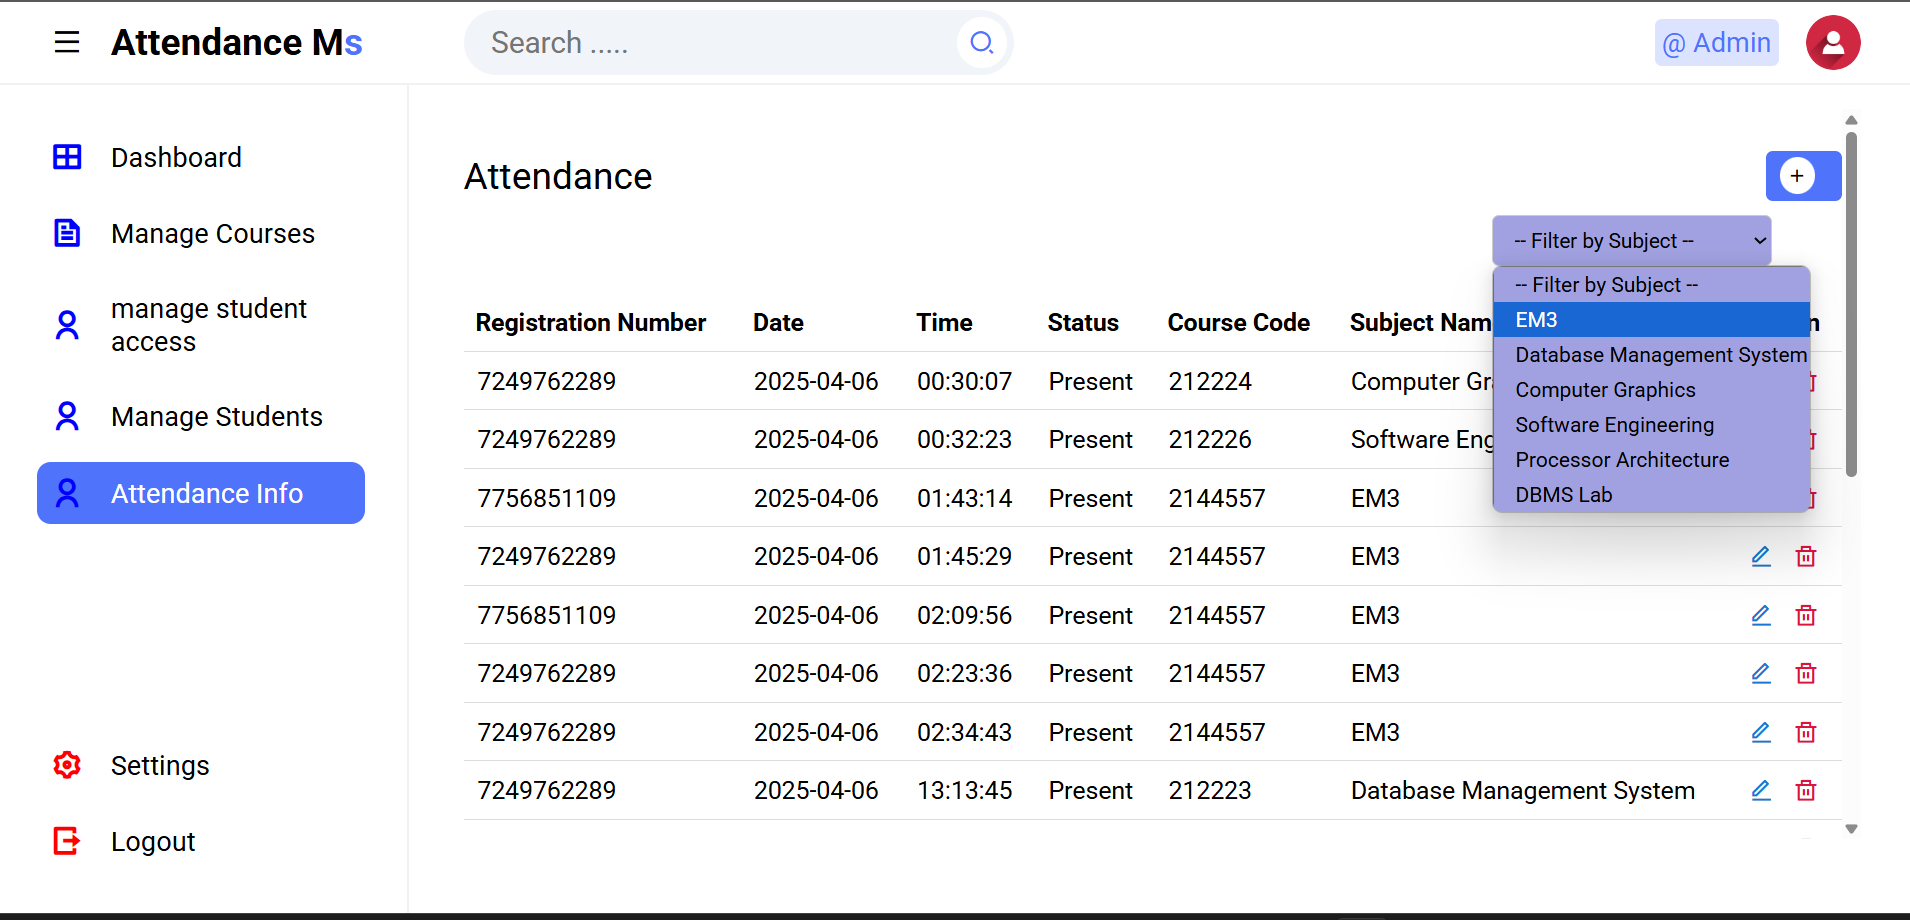 Attendance Ms
Search .....
@ Admin
Dashboard
Manage Courses
manage student
access
Manage Students
Attendance Info
Settings
Logout
Attendance
+
-- Filter by Subject --
-- Filter by Subject --
EM3
Database Management System
Computer Graphics
Software Engineering
Processor Architecture
DBMS Lab
Registration Number Date Time Status Course Code Subject Nam n
7249762289 2025-04-06 00:30:07 Present 212224 Computer Gr
7249762289 2025-04-06 00:32:23 Present 212226 Software Eng
7756851109 2025-04-06 01:43:14 Present 2144557 EM3
7249762289 2025-04-06 01:45:29 Present 2144557 EM3
7756851109 2025-04-06 02:09:56 Present 2144557 EM3
7249762289 2025-04-06 02:23:36 Present 2144557 EM3
7249762289 2025-04-06 02:34:43 Present 2144557 EM3
7249762289 2025-04-06 13:13:45 Present 212223 Database Management System